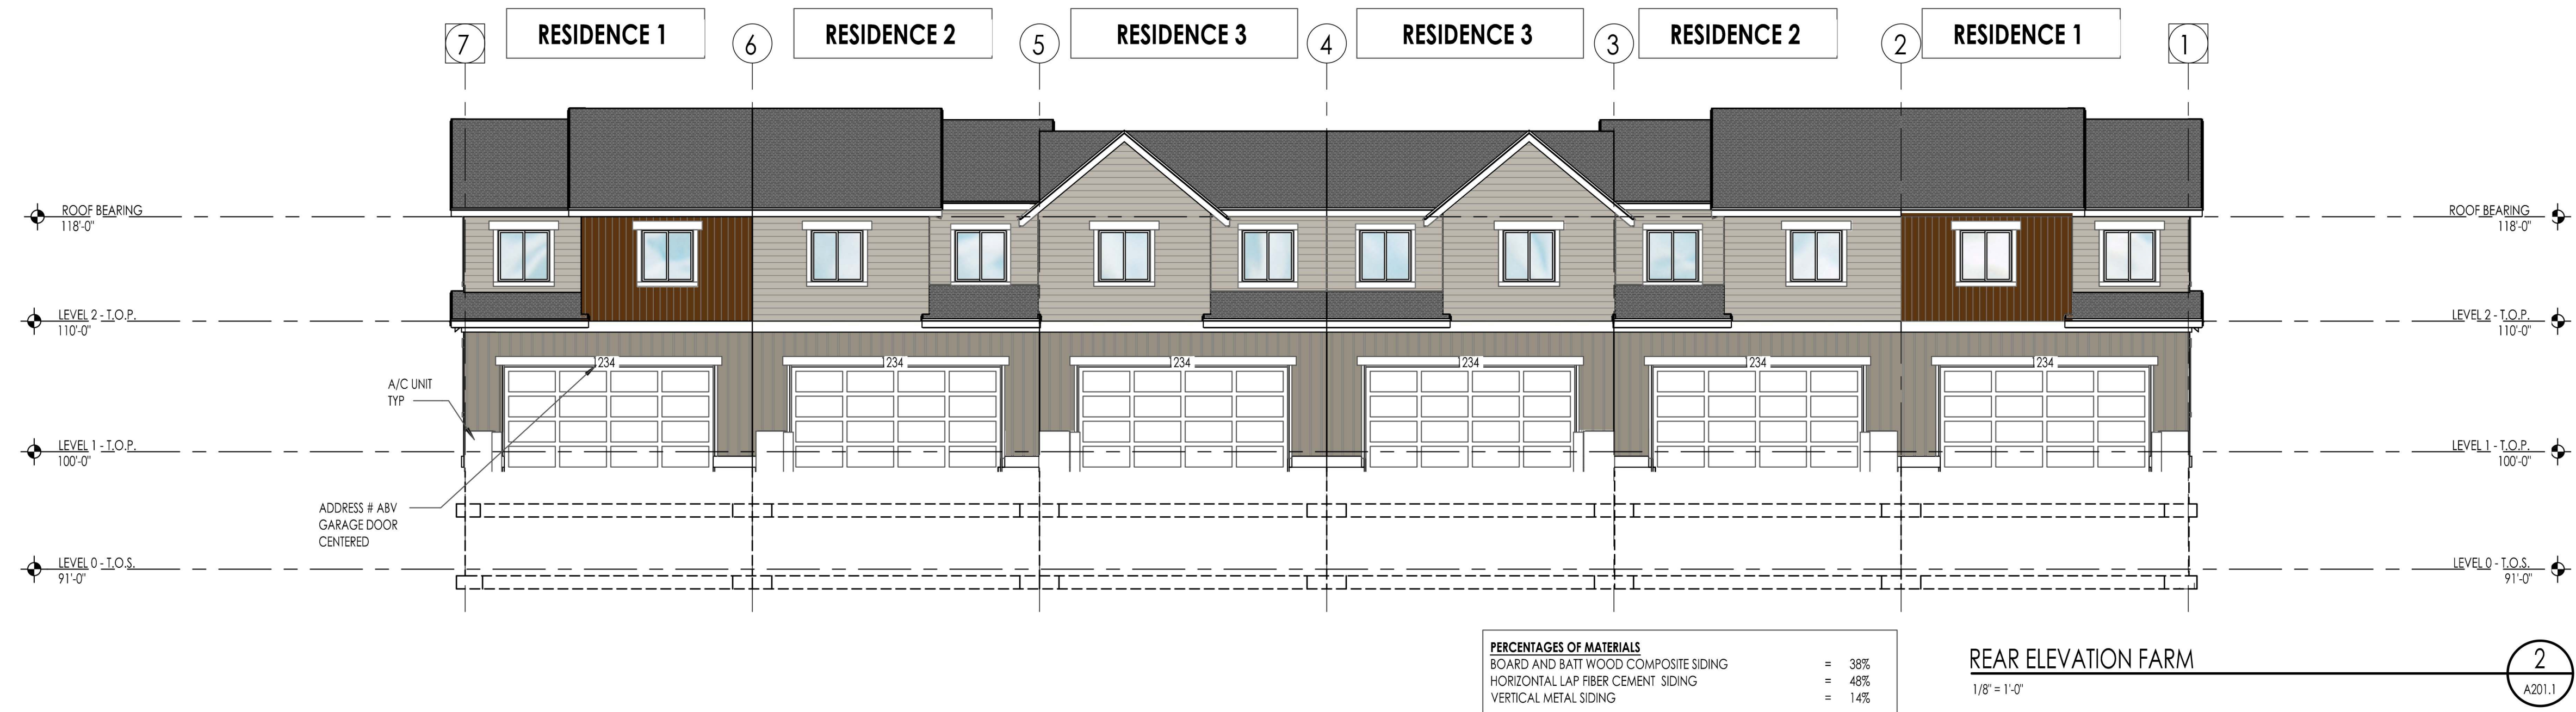 7 RESIDENCE 1 6 RESIDENCE 2 5 RESIDENCE 3 4 RESIDENCE 3 3 RESIDENCE 2 2 RESIDENCE 1 1
ROOF BEARING
118'-0"
ROOF BEARING
118'-0"
LEVEL 2 - T.O.P.
110'-0"
LEVEL 2 - T.O.P.
110'-0"
234 234 234 234 234 234
A/C UNIT
TYP
LEVEL 1 - T.O.P.
100'-0"
LEVEL 1 - T.O.P.
100'-0"
ADDRESS # ABV
GARAGE DOOR
CENTERED
LEVEL 0 - T.O.S.
91'-0"
LEVEL 0 - T.O.S.
91'-0"
PERCENTAGES OF MATERIALS
BOARD AND BATT WOOD COMPOSITE SIDING = 38%
HORIZONTAL LAP FIBER CEMENT SIDING = 48%
VERTICAL METAL SIDING = 14%
REAR ELEVATION FARM
1/8" = 1'-0"
2
A201.1